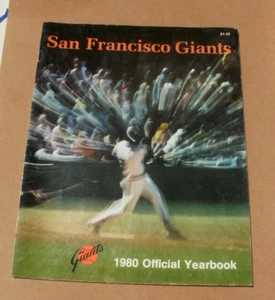 San Francisco Giants
Giants
1980 Official Yearbook